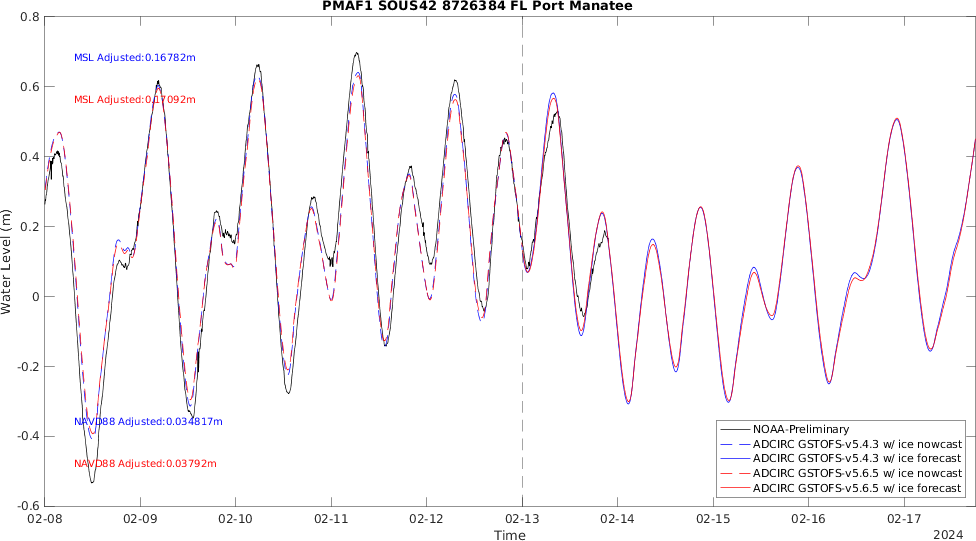 PMAF1 SOUS42 8726384 FL Port Manatee
0.8
0.6
0.4
0.2
0
-0.2
-0.4
-0.6
Water Level (m)
MSL Adjusted:0.16782m
MSL Adjusted:0.17092m
NAVD88 Adjusted:0.034817m
NAVD88 Adjusted:0.03792m
NOAA-Preliminary
ADCIRC GSTOFS-v5.4.3 w/ ice nowcast
ADCIRC GSTOFS-v5.4.3 w/ ice forecast
ADCIRC GSTOFS-v5.6.5 w/ ice nowcast
ADCIRC GSTOFS-v5.6.5 w/ ice forecast
02-08 02-09 02-10 02-11 02-12 02-13 02-14 02-15 02-16 02-17
Time
2024